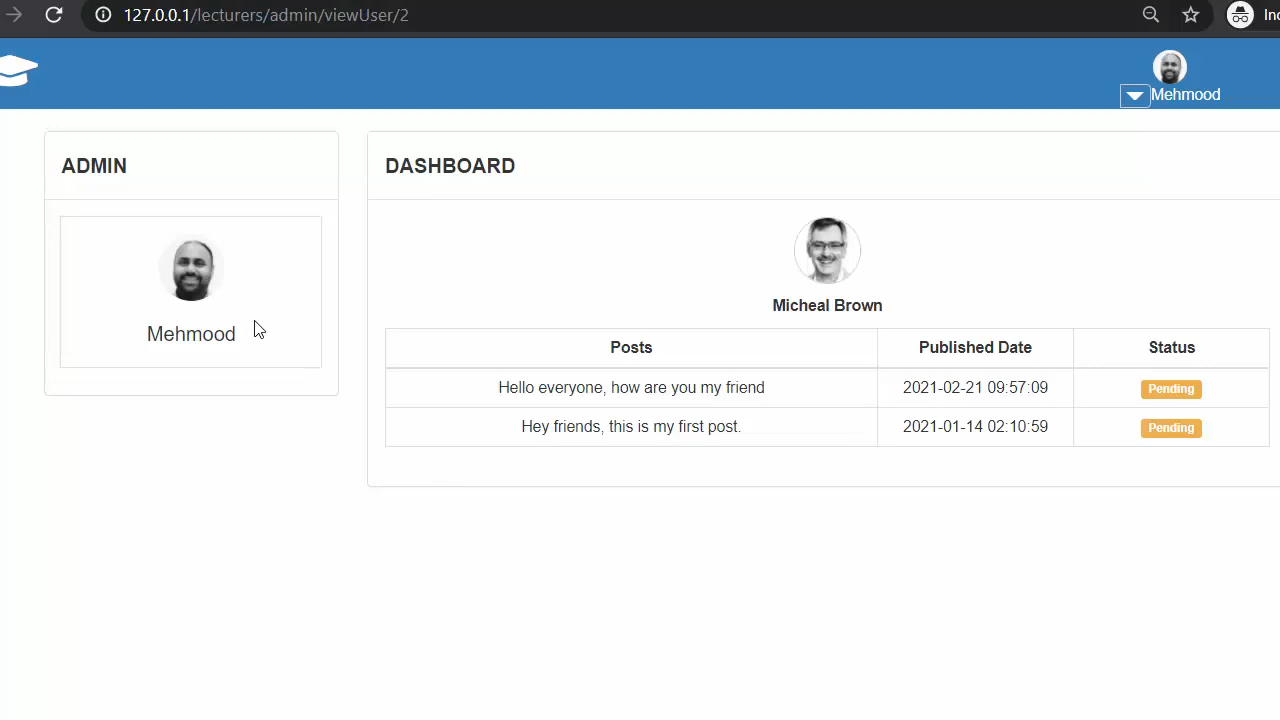 127.0.0.1/lecturers/admin/viewUser/2
Mehmood
ADMIN
Mehmood
DASHBOARD
Micheal Brown
Posts Published Date Status
Hello everyone, how are you my friend 2021-02-21 09:57:09 Pending
Hey friends, this is my first post. 2021-01-14 02:10:59 Pending